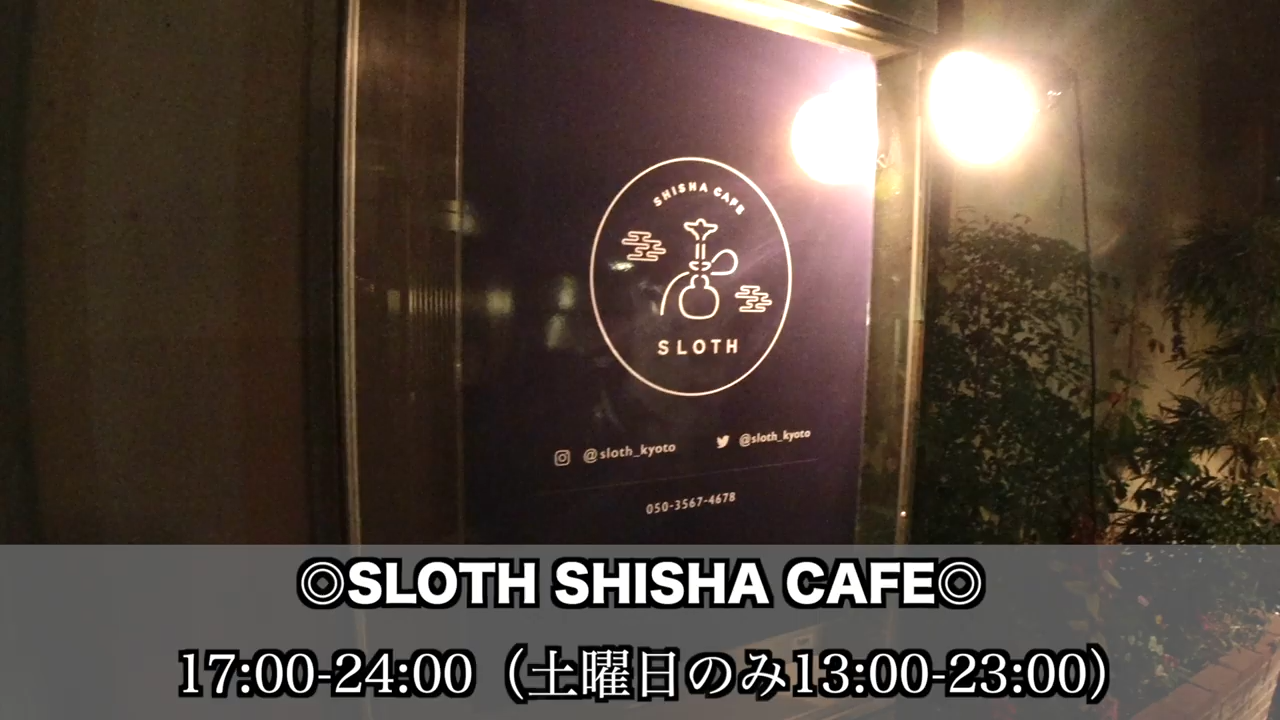 SHISHA CAFE
SLOTH
@sloth_kyoto
@sloth_kyoto
050-3567-4678
◎SLOTH SHISHA CAFE◎
17:00-24:00（土曜日のみ13:00-23:00）